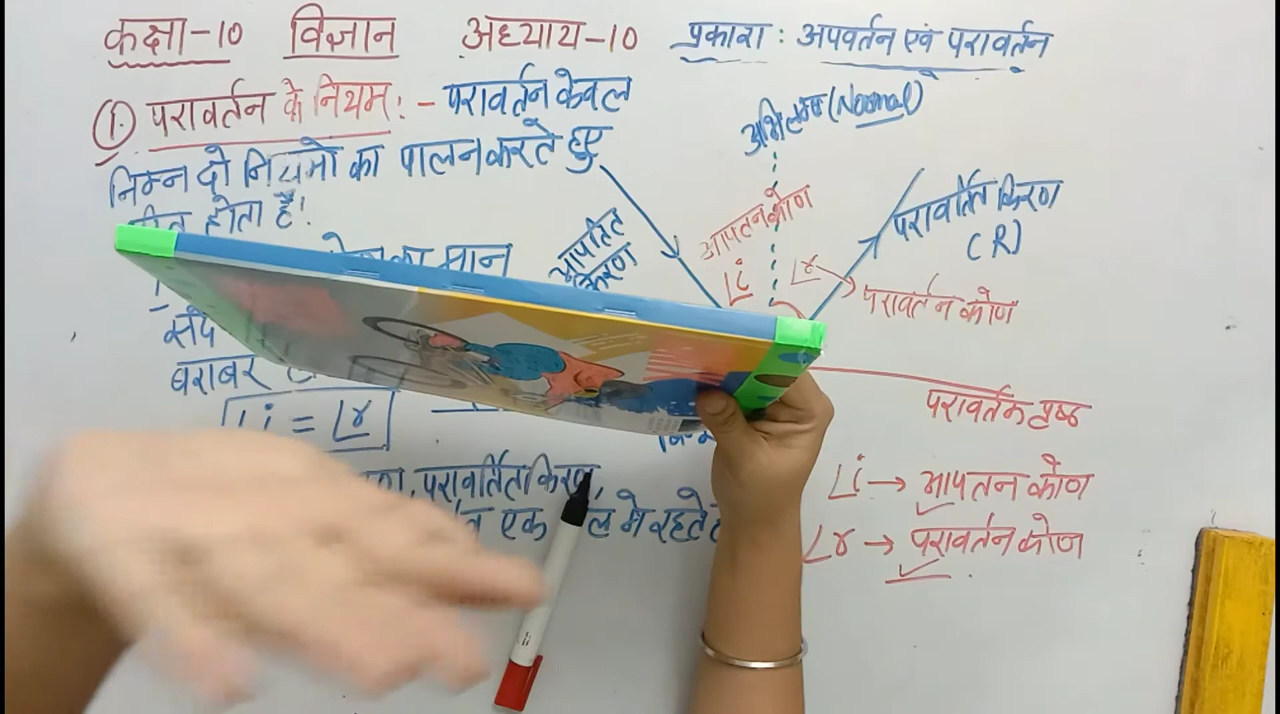 कक्षा-10 विज्ञान अध्याय-10 प्रकाश : अपवर्तन एवं परावर्तन
① परावर्तन के नियम: - परावर्तन केवल
निम्न दो नियमो का पालन करते हुए
होता है!
मान
बराबर
∠i = ∠r
परावर्तित किरण,
एक में रहते
अभिलम्ब (Normal)
आपतित
किरण
आपतन कोण
∠i
∠r
परावर्तित किरण
(R)
परावर्तन कोण
परावर्तक पृष्ठ
∠i → आपतन कोण
∠r → परावर्तन कोण